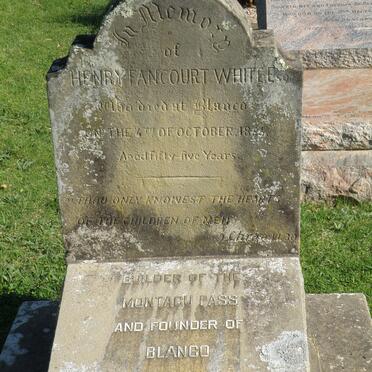 In Memory
of
HENRY FANCOURT WHITE
Who died at Blanco
ON THE 4TH OF OCTOBER
Aged fifty five Years
THOU ONLY KNOWEST THE HEARTS
OF THE CHILDREN OF MEN
BUILDER OF THE
MONTAGU PASS
AND FOUNDER OF
BLANCO